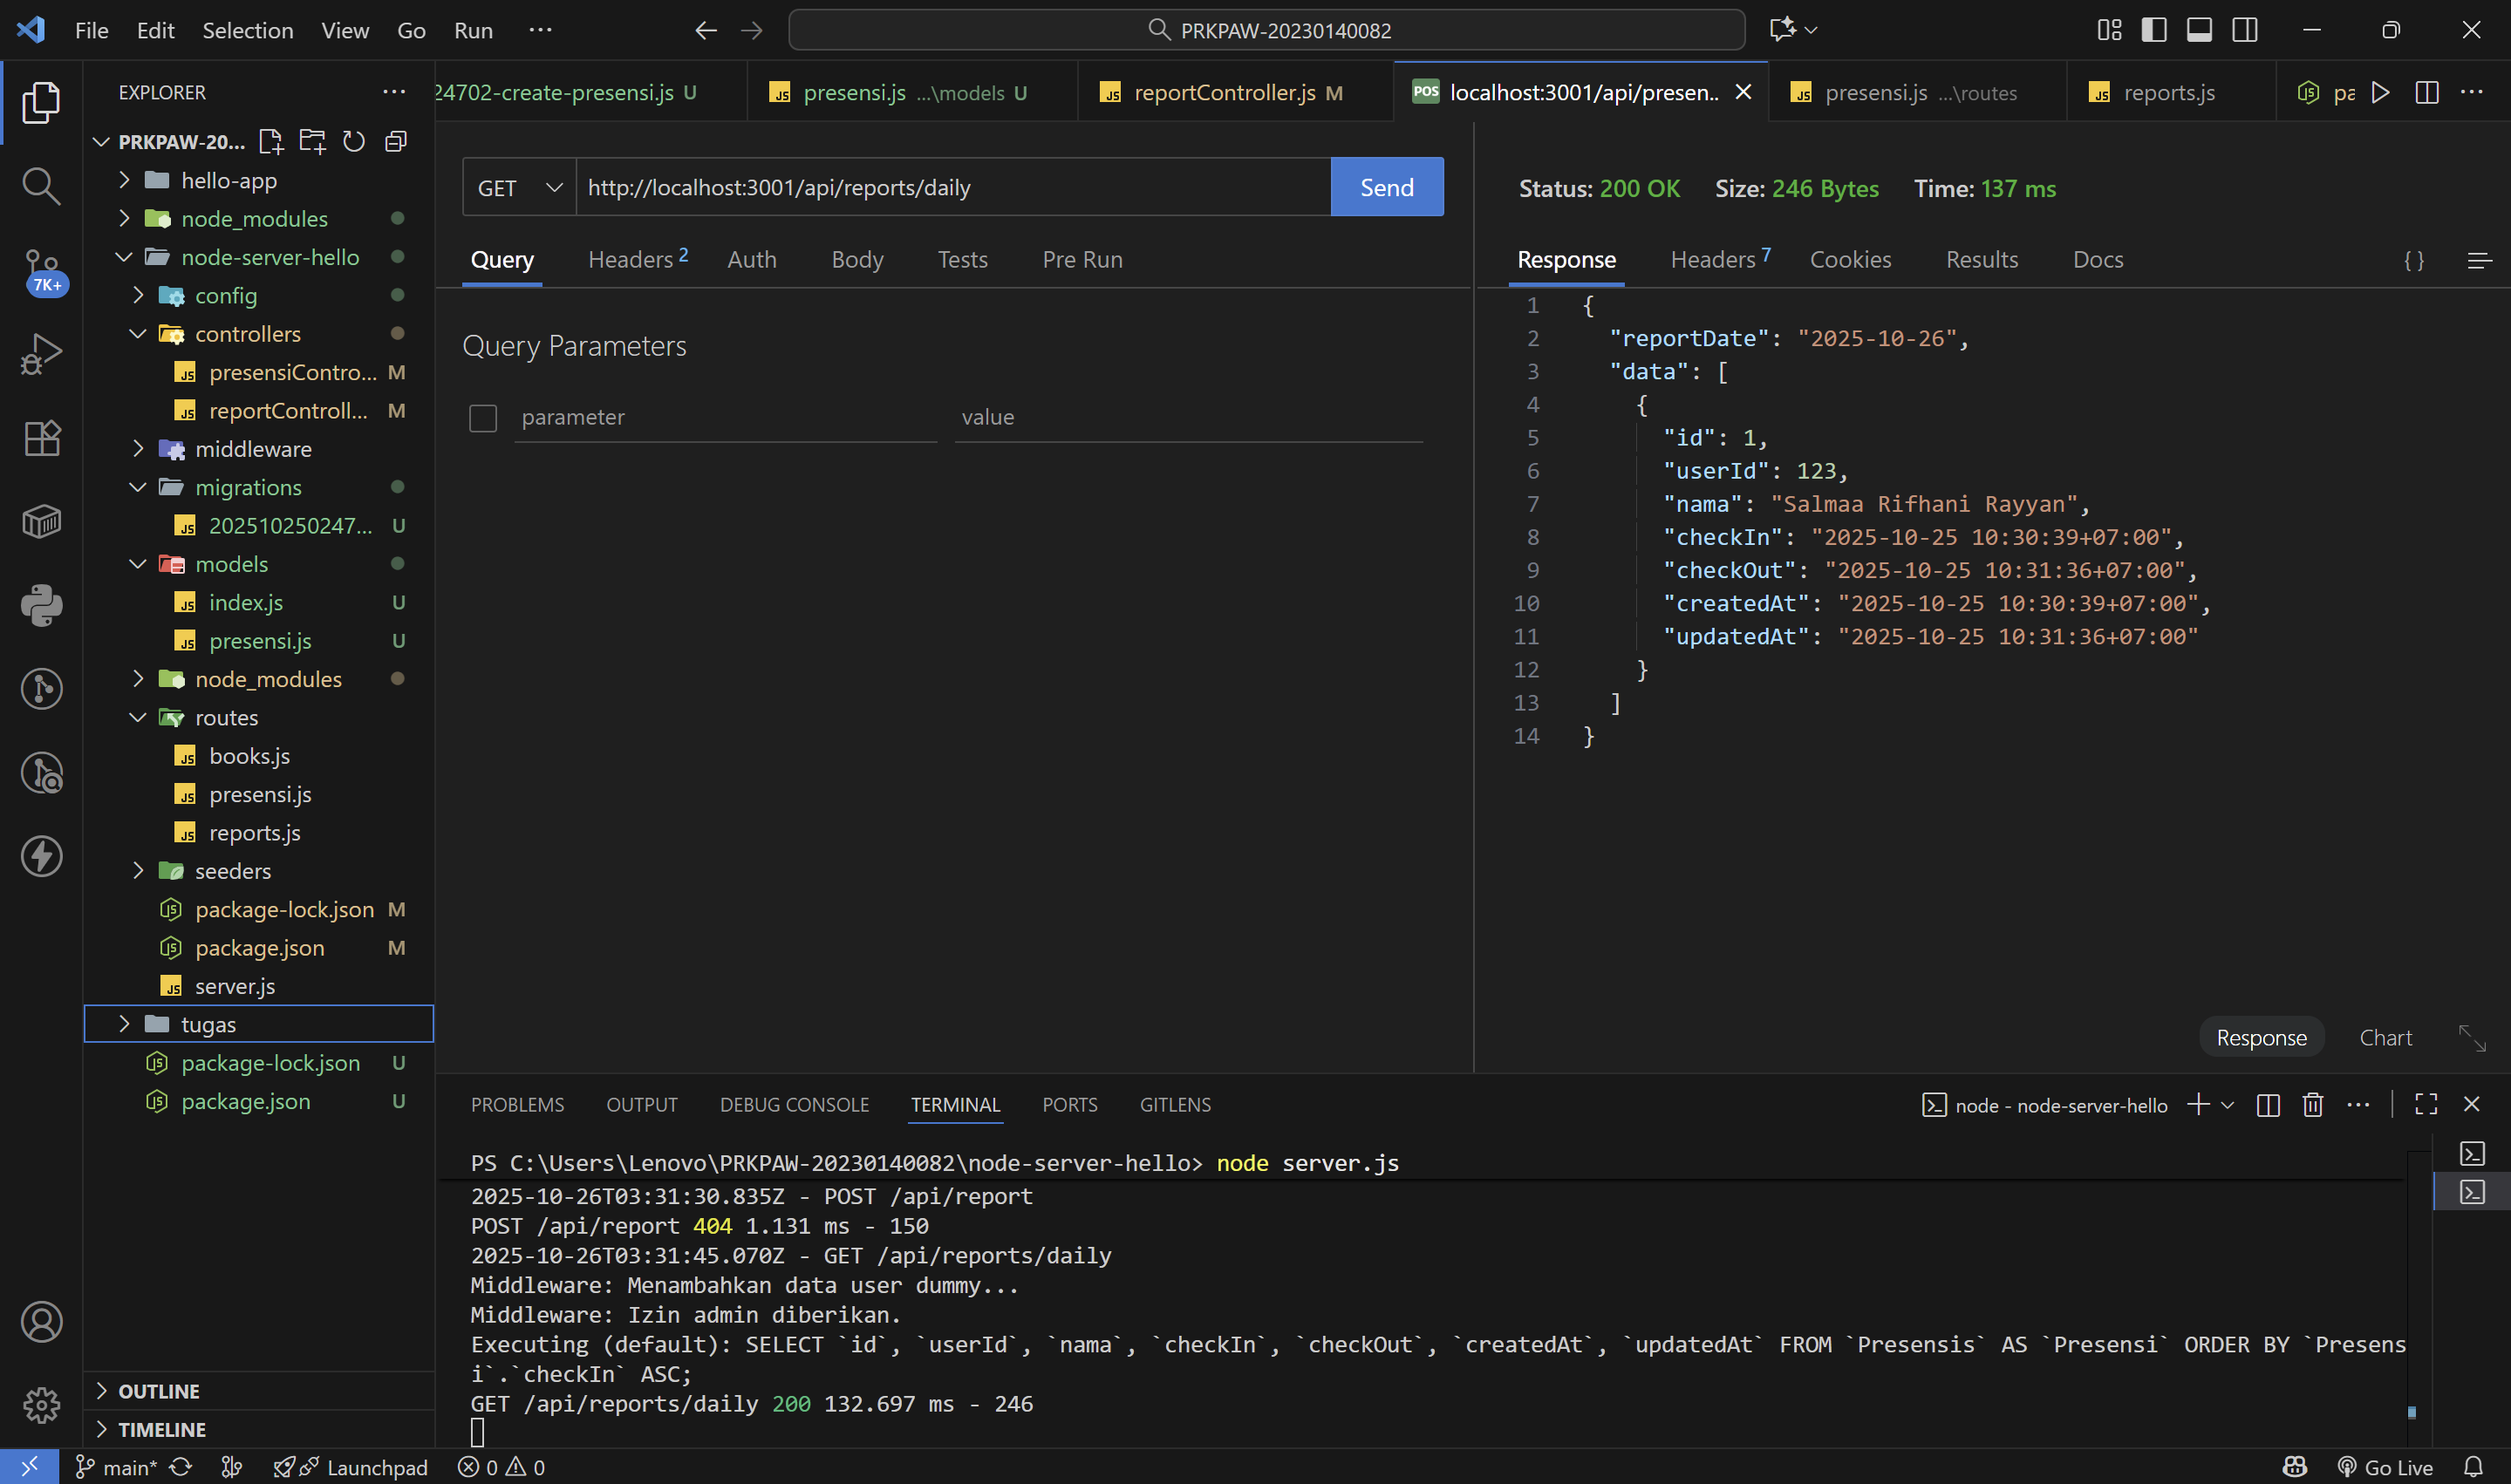 File Edit Selection View Go Run ···
PRKPAW-20230140082
EXPLORER
PRKPAW-20...
hello-app
node_modules
node-server-hello
7K+
config
controllers
presensiContro... M
reportControll... M
middleware
migrations
202510250247... U
models
index.js U
presensi.js U
node_modules
routes
books.js
presensi.js
reports.js
seeders
package-lock.json M
package.json M
server.js
tugas
package-lock.json U
package.json U
OUTLINE
TIMELINE
24702-create-presensi.js U
presensi.js ...\models U
reportController.js M
POS localhost:3001/api/presen..
presensi.js ...\routes
reports.js
pa
GET http://localhost:3001/api/reports/daily Send
Query Headers 2 Auth Body Tests Pre Run
Query Parameters
parameter value
Status: 200 OK Size: 246 Bytes Time: 137 ms
Response Headers 7 Cookies Results Docs { }
1 {
2 "reportDate": "2025-10-26",
3 "data": [
4 {
5 "id": 1,
6 "userId": 123,
7 "nama": "Salmaa Rifhani Rayyan",
8 "checkIn": "2025-10-25 10:30:39+07:00",
9 "checkOut": "2025-10-25 10:31:36+07:00",
10 "createdAt": "2025-10-25 10:30:39+07:00",
11 "updatedAt": "2025-10-25 10:31:36+07:00"
12 }
13 ]
14 }
Response Chart
PROBLEMS OUTPUT DEBUG CONSOLE TERMINAL PORTS GITLENS
node - node-server-hello
PS C:\Users\Lenovo\PRKPAW-20230140082\node-server-hello> node server.js
2025-10-26T03:31:30.835Z - POST /api/report
POST /api/report 404 1.131 ms - 150
2025-10-26T03:31:45.070Z - GET /api/reports/daily
Middleware: Menambahkan data user dummy...
Middleware: Izin admin diberikan.
Executing (default): SELECT `id`, `userId`, `nama`, `checkIn`, `checkOut`, `createdAt`, `updatedAt` FROM `Presensis` AS `Presensi` ORDER BY `Presens
i`.`checkIn` ASC;
GET /api/reports/daily 200 132.697 ms - 246
main* Launchpad 0 0 Go Live